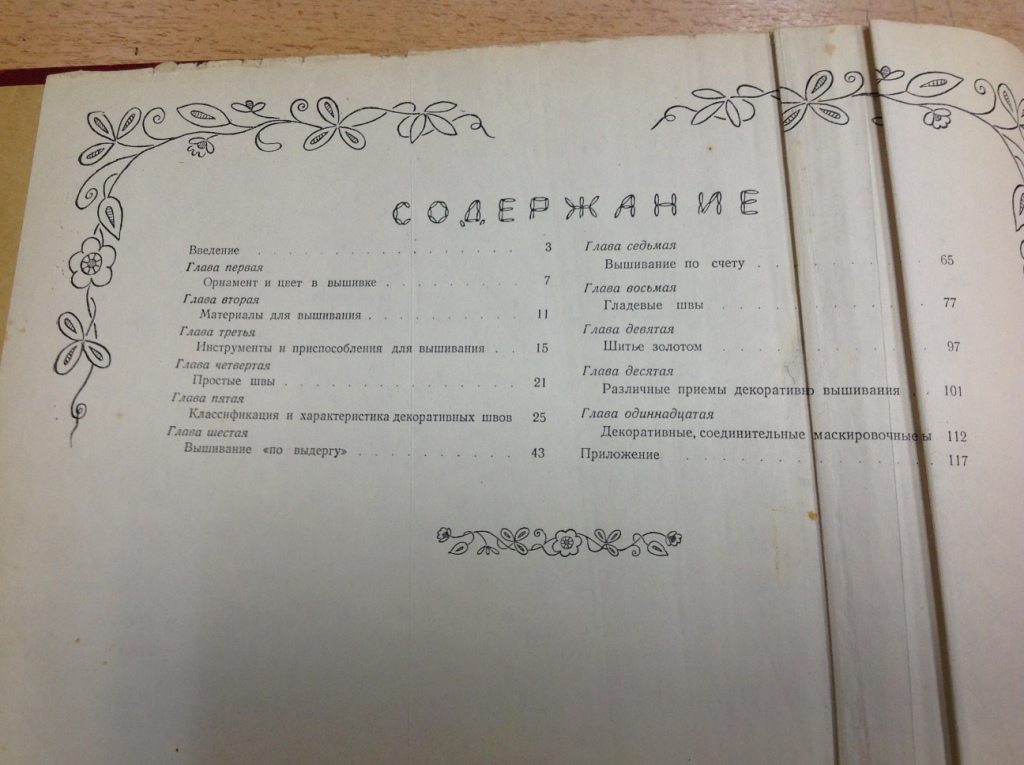 СОДЕРЖАНИЕ
Введение . . . . . . . . . . . . . 3
Глава первая
Орнамент и цвет в вышивке . . . . . . . . 7
Глава вторая
Материалы для вышивания . . . . . . . . . 11
Глава третья
Инструменты и приспособления для вышивания . . 15
Глава четвертая
Простые швы . . . . . . . . . . . . . 21
Глава пятая
Классификация и характеристика декоративных швов 25
Глава шестая
Вышивание «по выдергу» . . . . . . . . . 43
Глава седьмая
Вышивание по счету . . . . . . . . 65
Глава восьмая
Гладевые швы . . . . . . . . . . 77
Глава девятая
Шитье золотом . . . . . . . . . . 97
Глава десятая
Различные приемы вышивания . . 101
Глава одиннадцатая
Декоративные, соединительные 112
Приложение . . . . . . . . . . . 117